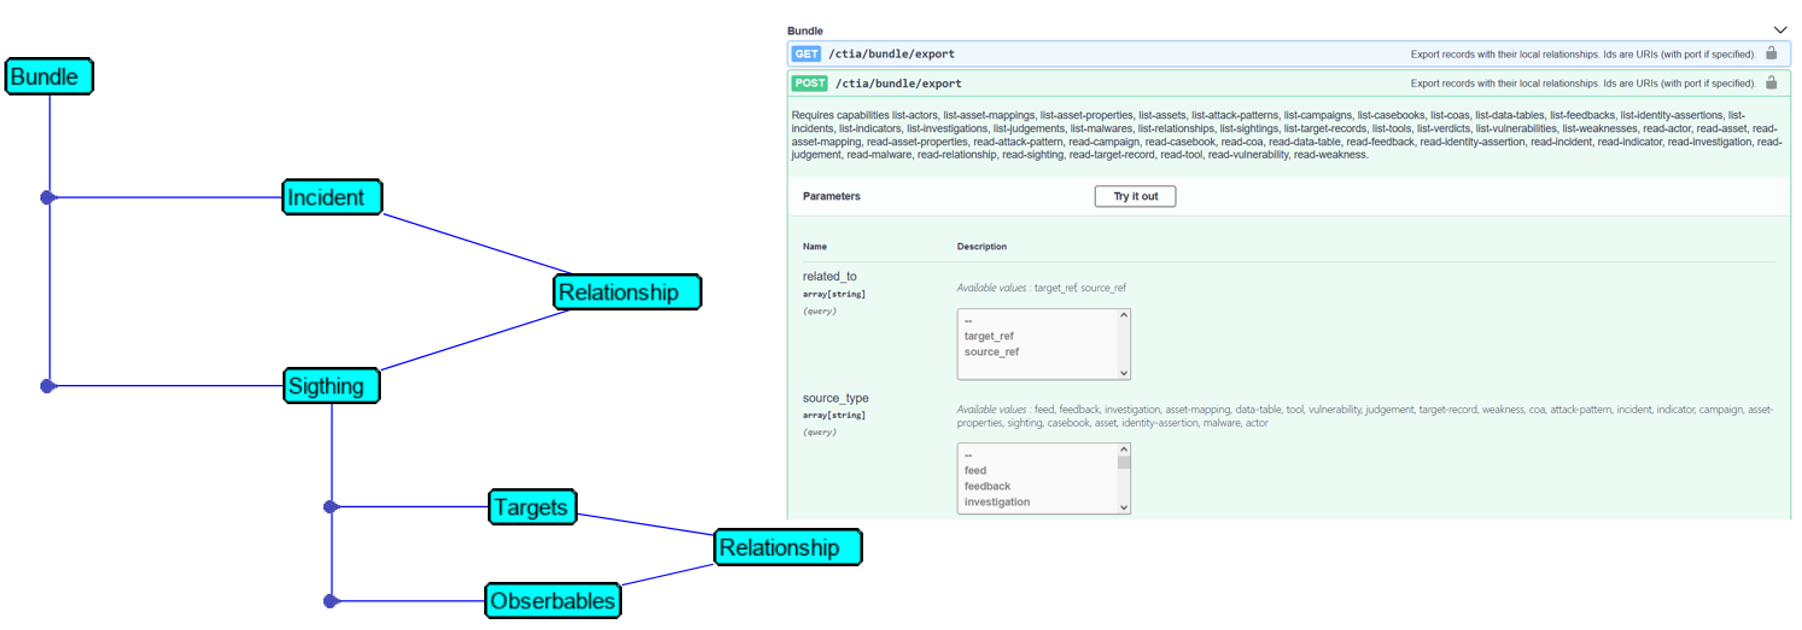 Bundle
Incident
Relationship
Sigthing
Targets
Relationship
Obserbables
Bundle
GET /ctia/bundle/export Export records with their local relationships. Ids are URIs (with port if specified).
POST /ctia/bundle/export Export records with their local relationships. Ids are URIs (with port if specified).
Requires capabilities list-actors, list-asset-mappings, list-asset-properties, list-assets, list-attack-patterns, list-campaigns, list-casebooks, list-coas, list-data-tables, list-feedbacks, list-identity-assertions, list-
incidents, list-indicators, list-investigations, list-judgements, list-malwares, list-relationships, list-sightings, list-target-records, list-tools, list-verdicts, list-vulnerabilities, list-weaknesses, read-actor, read-asset, read-
asset-mapping, read-asset-properties, read-attack-pattern, read-campaign, read-casebook, read-coa, read-data-table, read-feedback, read-identity-assertion, read-incident, read-indicator, read-investigation, read-
judgement, read-malware, read-relationship, read-sighting, read-target-record, read-tool, read-vulnerability, read-weakness.
Parameters Try it out
Name Description
related_to
array[string]
(query)
Available values : target_ref, source_ref
--
target_ref
source_ref
source_type
array[string]
(query)
Available values : feed, feedback, investigation, asset-mapping, data-table, tool, vulnerability, judgement, target-record, weakness, coa, attack-pattern, incident, indicator, campaign, asset-
properties, sighting, casebook, asset, identity-assertion, malware, actor
--
feed
feedback
investigation